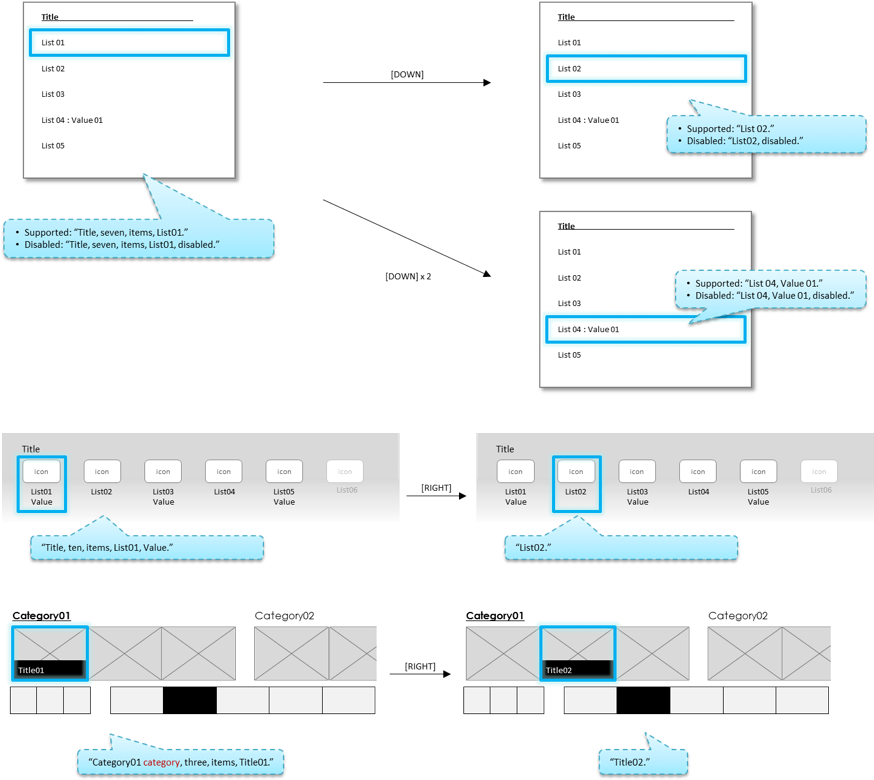 Title
List 01
List 02
List 03
List 04 : Value 01
List 05
• Supported: “Title, seven, items, List01.”
• Disabled: “Title, seven, items, List01, disabled.”
[DOWN]
Title
List 01
List 02
List 03
List 04 : Value 01
List 05
• Supported: “List 02.”
• Disabled: “List02, disabled.”
[DOWN] x 2
Title
List 01
List 02
List 03
List 04 : Value 01
List 05
• Supported: “List 04, Value 01.”
• Disabled: “List 04, Value 01, disabled.”
Title
icon icon icon icon icon icon
List01 List02 List03 List04 List05 List06
Value Value Value
“Title, ten, items, List01, Value.”
[RIGHT]
Title
icon icon icon icon icon icon
List01 List02 List03 List04 List05 List06
Value Value Value
“List02.”
Category01 Category02
Title01
“Category01 category, three, items, Title01.”
[RIGHT]
Category01 Category02
Title02
“Title02.”